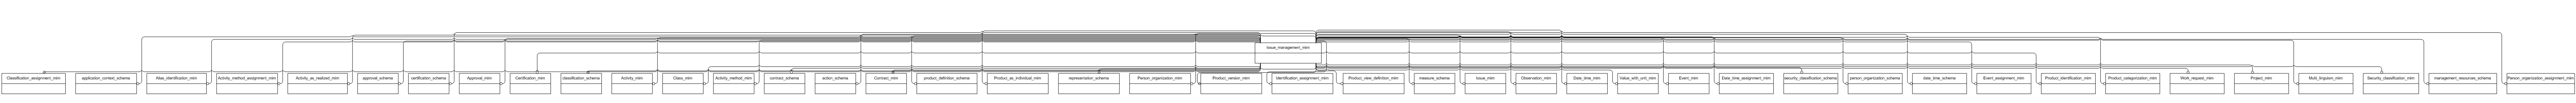 Issue_management_mim
Classification_assignment_mim
application_context_schema
Alias_identification_mim
Activity_method_assignment_mim
Activity_as_realized_mim
approval_schema
certification_schema
Approval_mim
Certification_mim
classification_schema
Activity_mim
Class_mim
Activity_method_mim
contract_schema
action_schema
Contract_mim
product_definition_schema
Product_as_individual_mim
representation_schema
Person_organization_mim
Product_version_mim
Identification_assignment_mim
Product_view_definition_mim
measure_schema
Issue_mim
Observation_mim
Date_time_mim
Value_with_unit_mim
Event_mim
Date_time_assignment_mim
security_classification_schema
person_organization_schema
date_time_schema
Event_assignment_mim
Product_identification_mim
Product_categorization_mim
Work_request_mim
Project_mim
Multi_linguism_mim
Security_classification_mim
management_resources_schema
Person_organization_assignment_mim